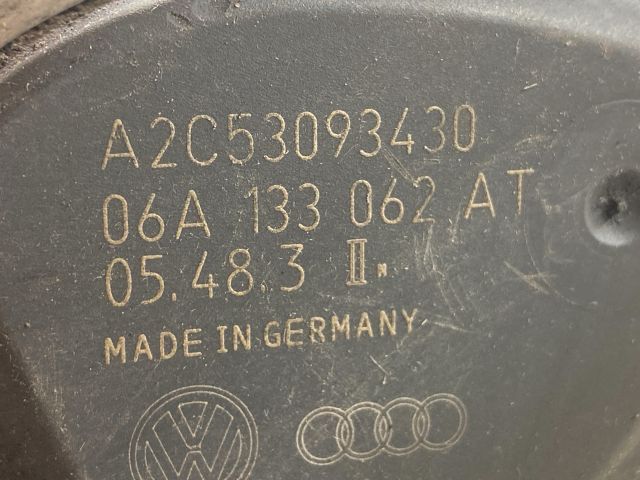 A2C53093430
06A 133 062 AT
05.48.3 II
MADE IN GERMANY